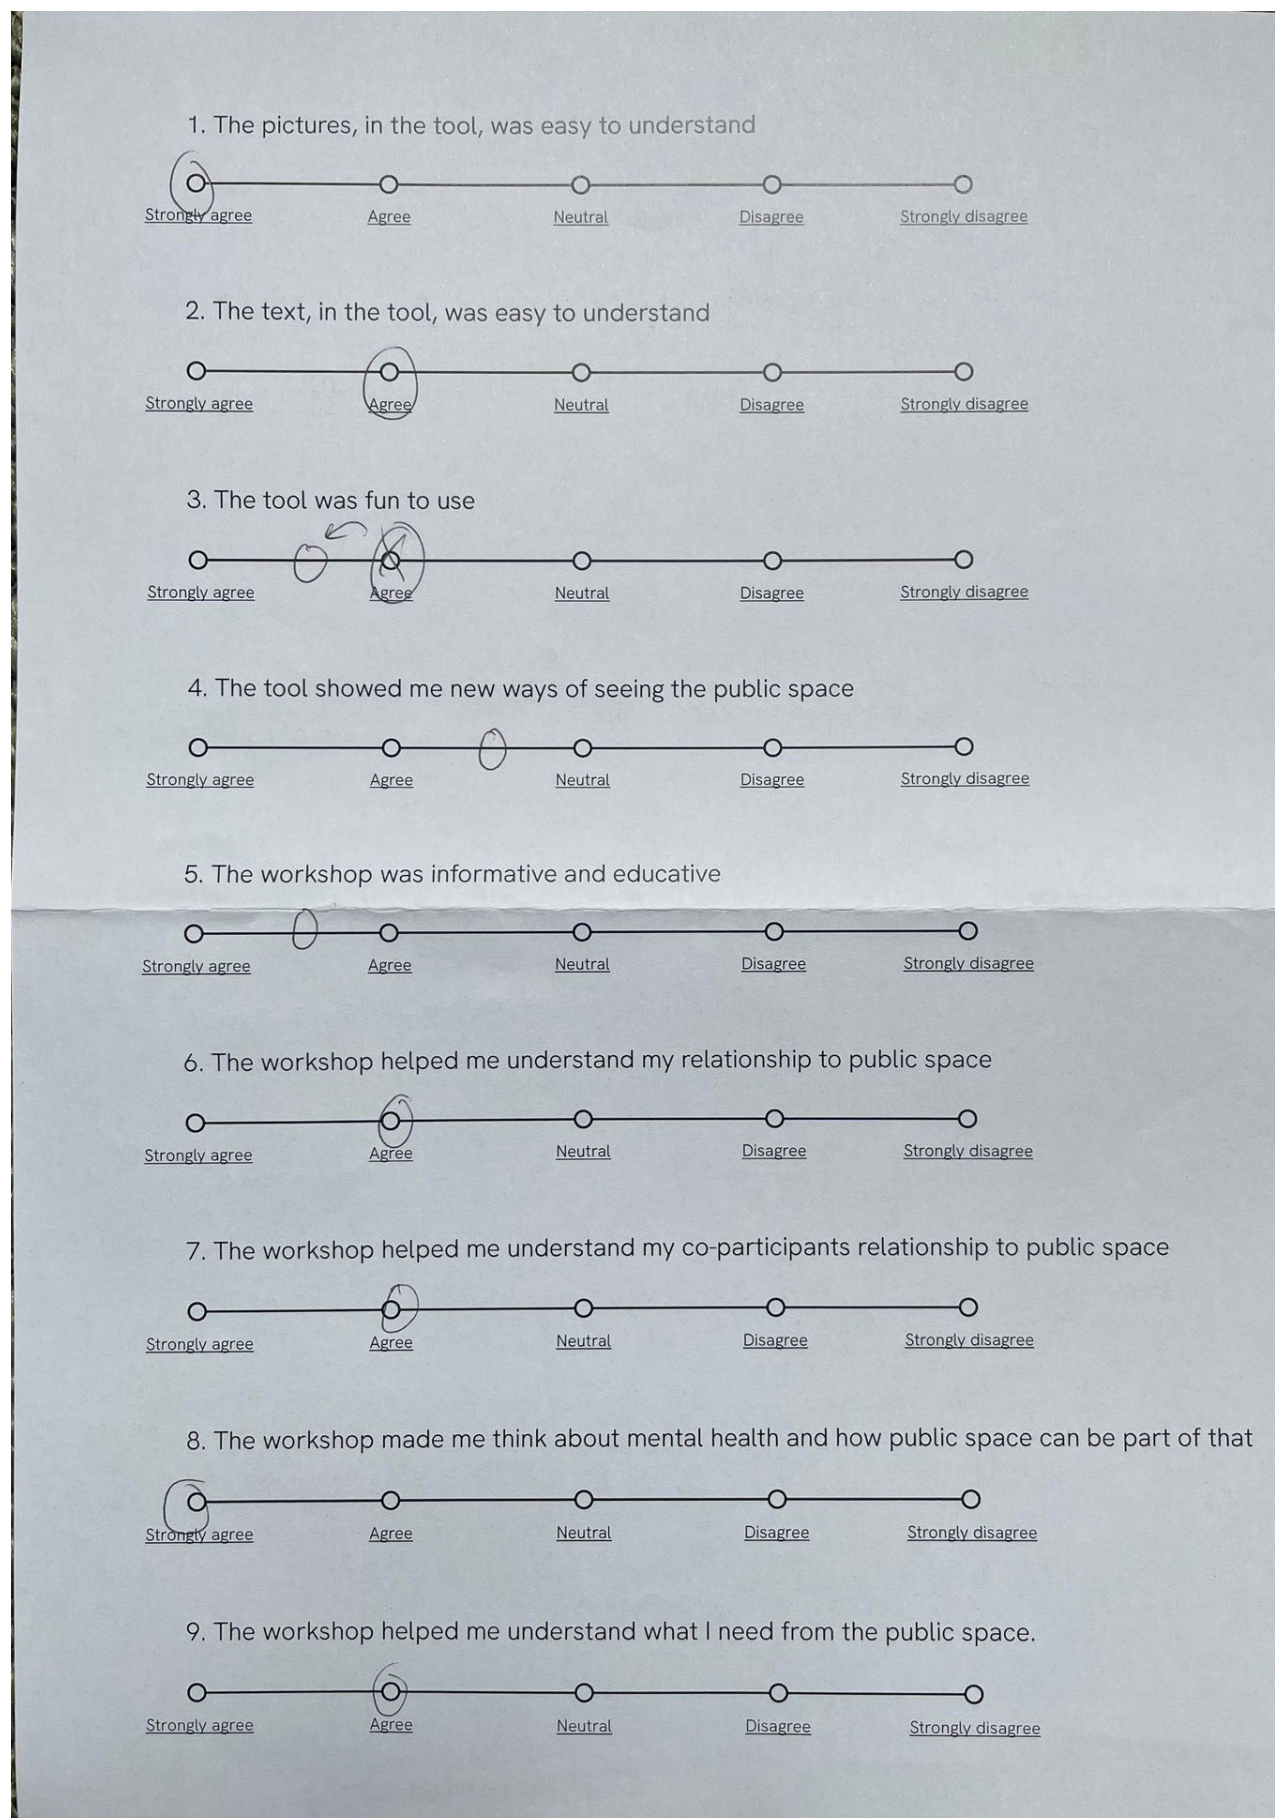 1. The pictures, in the tool, was easy to understand
Strongly agree Agree Neutral Disagree Strongly disagree
2. The text, in the tool, was easy to understand
Strongly agree Agree Neutral Disagree Strongly disagree
3. The tool was fun to use
Strongly agree Agree Neutral Disagree Strongly disagree
4. The tool showed me new ways of seeing the public space
Strongly agree Agree Neutral Disagree Strongly disagree
5. The workshop was informative and educative
Strongly agree Agree Neutral Disagree Strongly disagree
6. The workshop helped me understand my relationship to public space
Strongly agree Agree Neutral Disagree Strongly disagree
7. The workshop helped me understand my co-participants relationship to public space
Strongly agree Agree Neutral Disagree Strongly disagree
8. The workshop made me think about mental health and how public space can be part of that
Strongly agree Agree Neutral Disagree Strongly disagree
9. The workshop helped me understand what I need from the public space.
Strongly agree Agree Neutral Disagree Strongly disagree